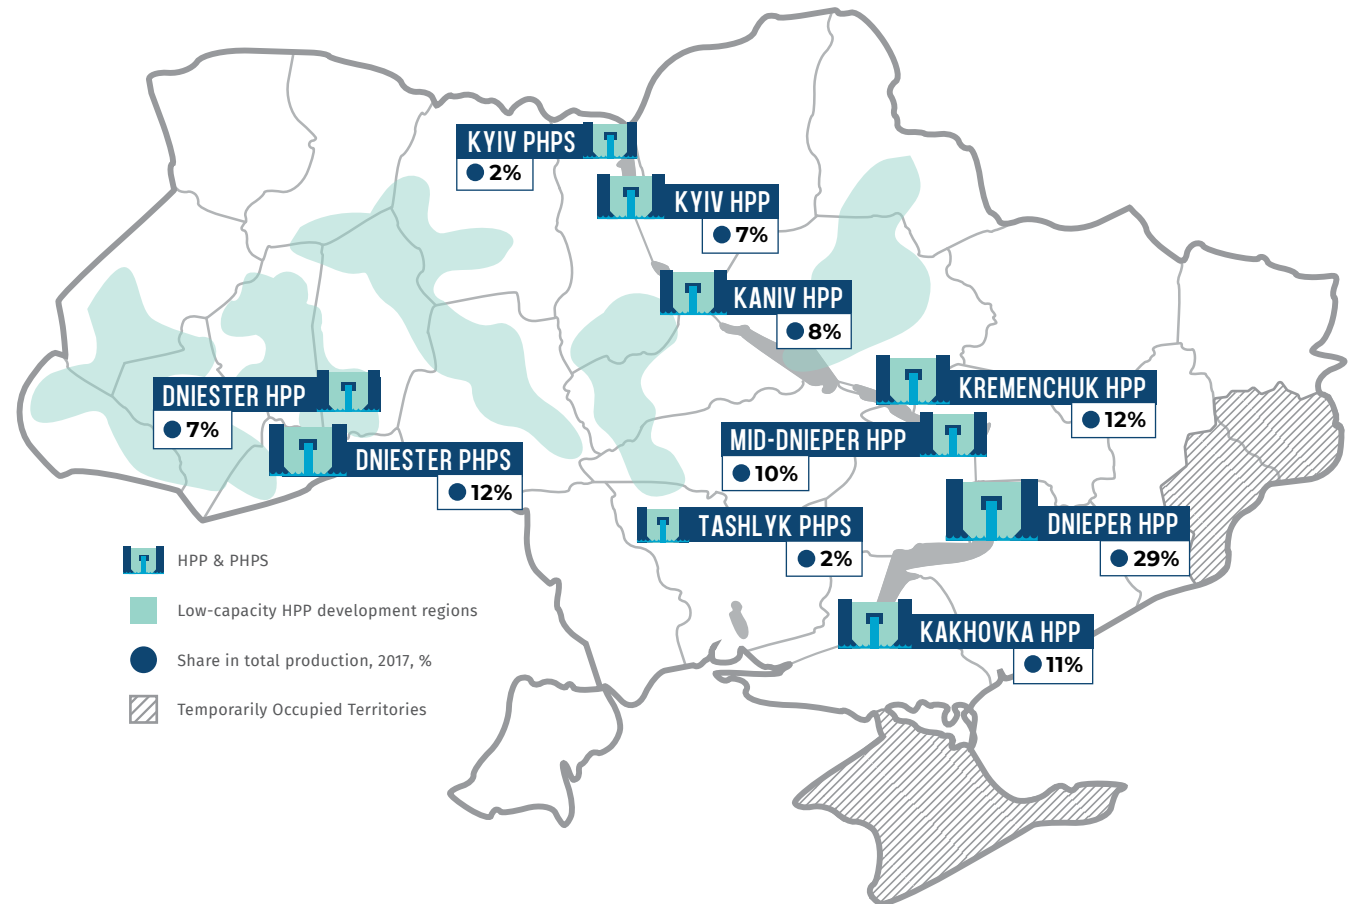 KYIV PHPS
2%
KYIV HPP
7%
KANIV HPP
8%
KREMENCHUK HPP
12%
DNIESTER HPP
7%
MID-DNIEPER HPP
10%
DNIESTER PHPS
12%
TASHLYK PHPS
2%
DNIEPER HPP
29%
KAKHOVKA HPP
11%
HPP & PHPS
Low-capacity HPP development regions
Share in total production, 2017, %
Temporarily Occupied Territories